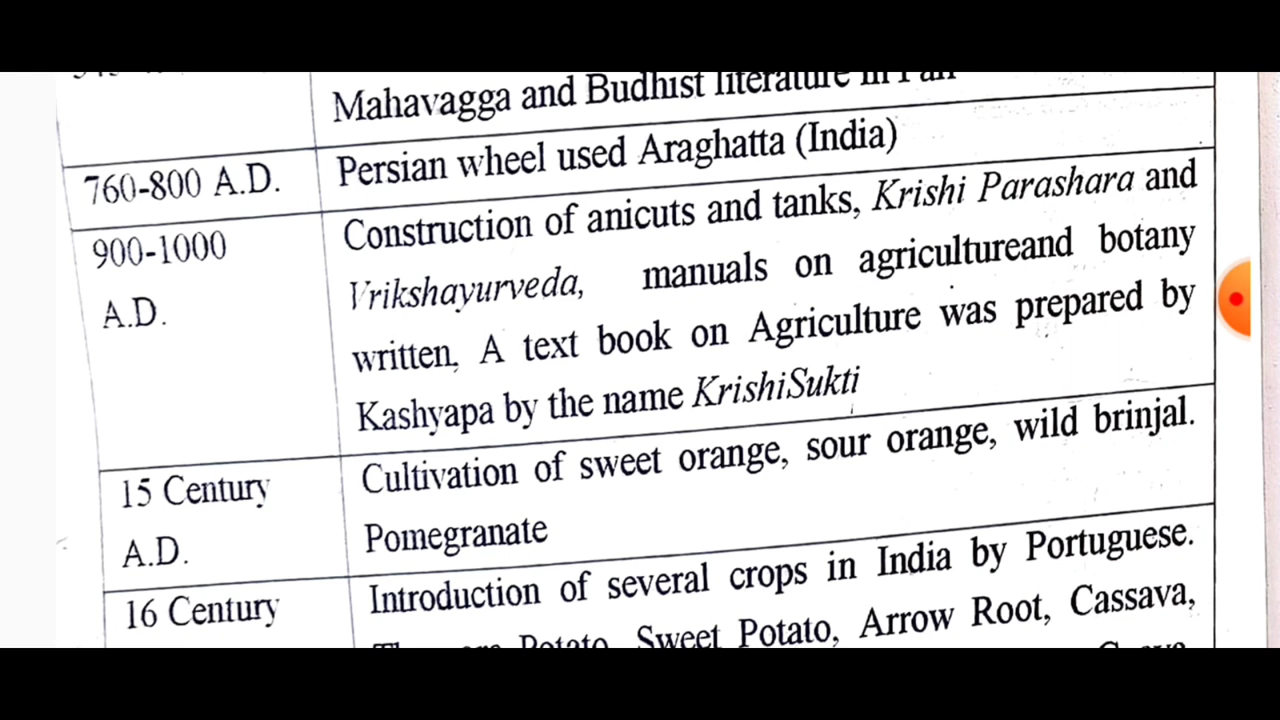 Mahavagga and Budhist literature in
760-800 A.D.
Persian wheel used Araghatta (India)
900-1000
A.D.
Construction of anicuts and tanks, Krishi Parashara and
Vrikshayurveda, manuals on agricultureand botany
written, A text book on Agriculture was prepared by
Kashyapa by the name KrishiSukti
15 Century
A.D.
Cultivation of sweet orange, sour orange, wild brinjal.
Pomegranate
16 Century
Introduction of several crops in India by Portuguese.
Potato, Sweet Potato, Arrow Root, Cassava,